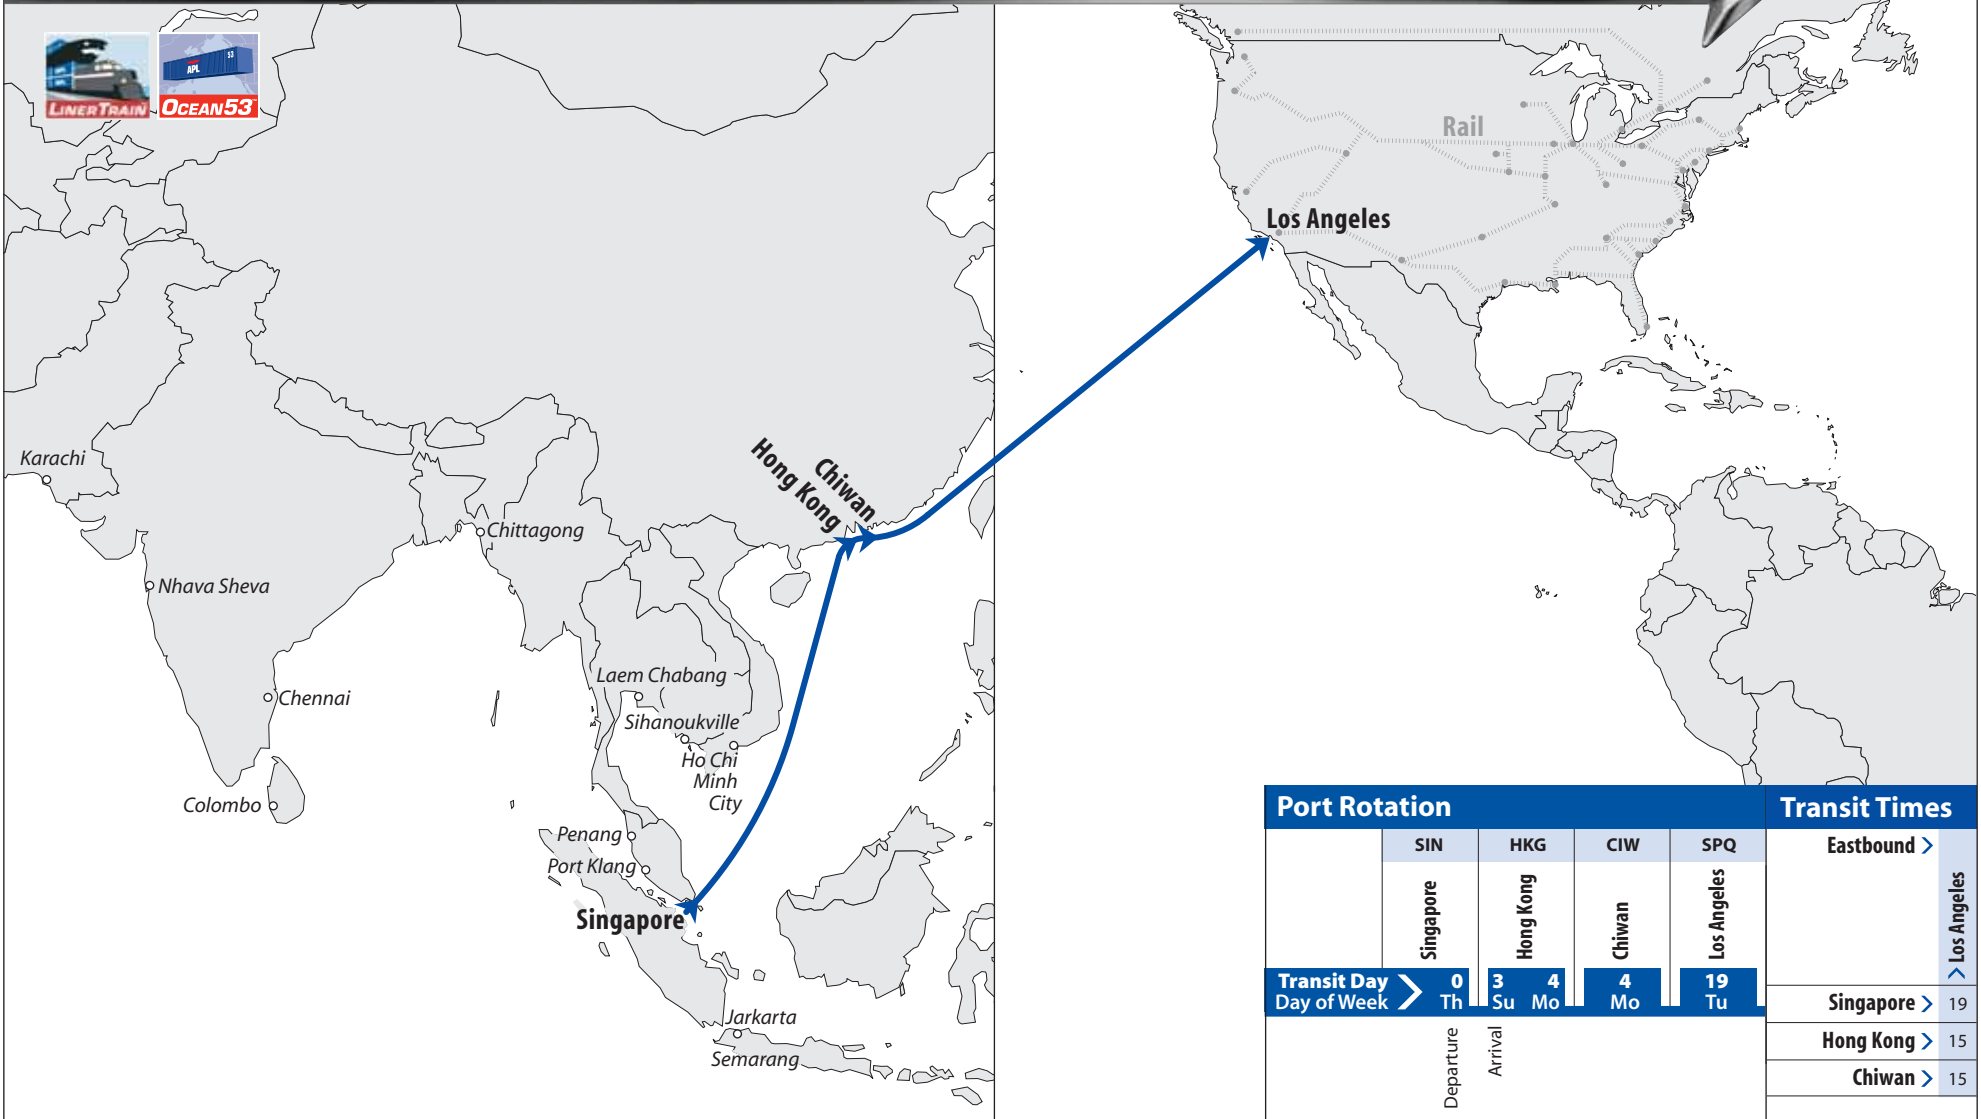 LINERTRAIN
APL
53
OCEAN53™
Rail
Los Angeles
Karachi
Chiwan
Hong Kong
Chittagong
Nhava Sheva
Laem Chabang
Chennai
Sihanoukville
Ho Chi
Minh
City
Colombo
Penang
Port Klang
Singapore
Jarkarta
Semarang
Port Rotation
SIN HKG CIW SPQ
Singapore Hong Kong Chiwan Los Angeles
Transit Day 0 3 4 4 19
Day of Week Th Su Mo Mo Tu
Departure Arrival
Transit Times
Eastbound >
> Los Angeles
Singapore > 19
Hong Kong > 15
Chiwan > 15